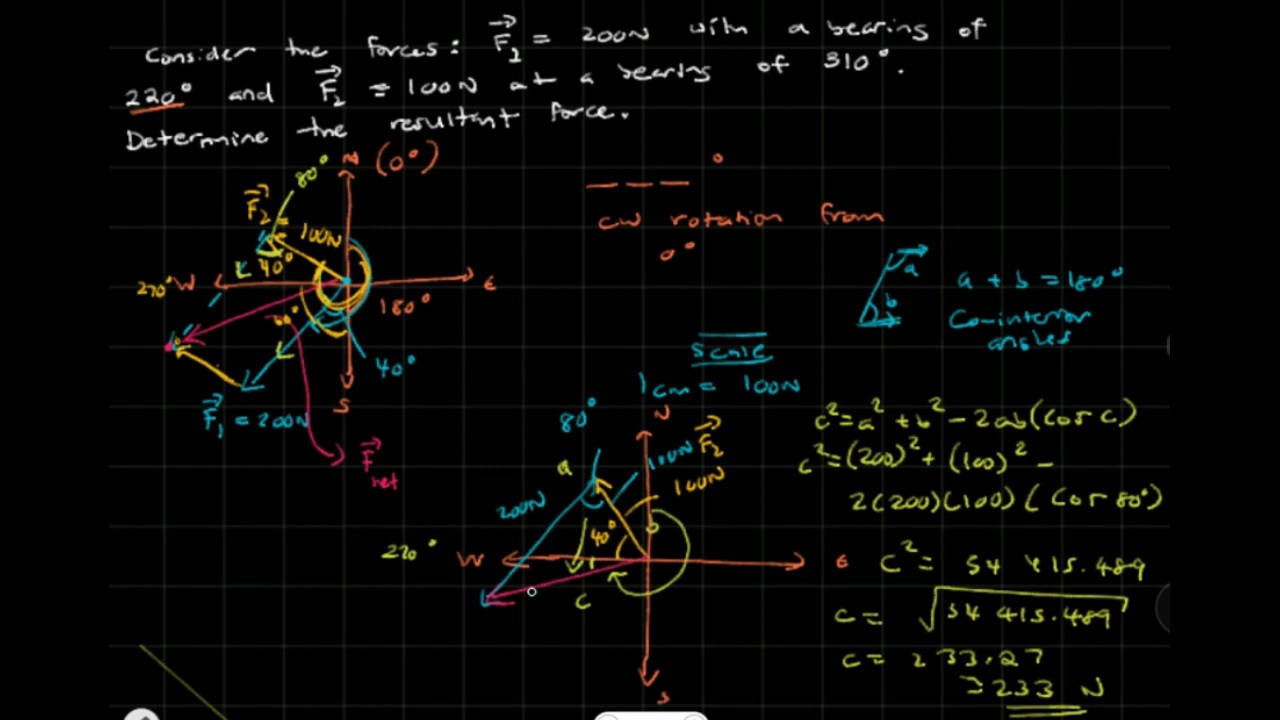 Consider the forces: F₂ = 200N with a bearing of
220° and F₂ = 100N at a bearing of 310°.
Determine the resultant force.
N (0°)
80°
F₂ =
100N
40°
270° W
E
180°
60°
40°
S
F₁ = 200N
F net
°
_ _ _
CW rotation from
0°
a
b
a + b = 180°
Co-interior
angles
Scale
1cm = 100N
N
80°
a
100N F₂
100N
200N
40°
b
270°
W
E
C
S
c² = a² + b² - 2ab(cos c)
c² = (200)² + (100)² -
2(200)(100)(cos 80°)
c² = 54 415.489
c = √54 415.489
c = 233.27
= 233 N